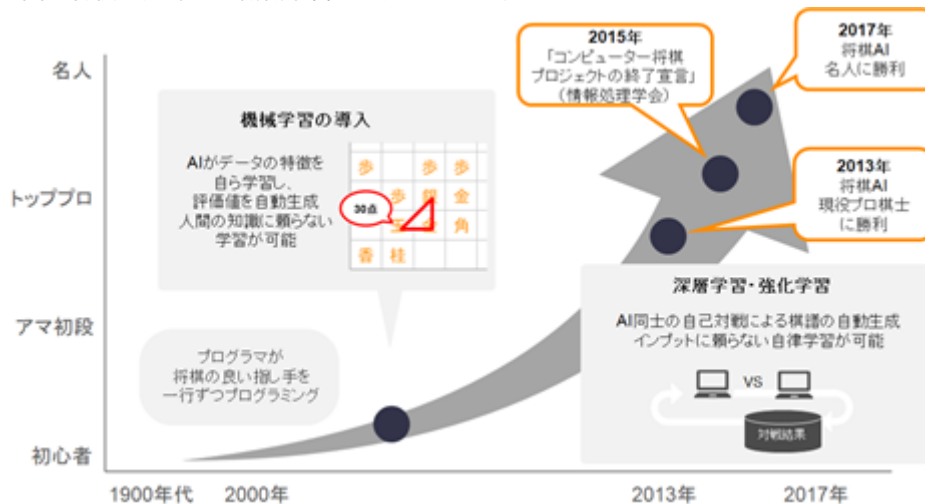 名人
トッププロ
アマ初段
初心者
機械学習の導入
AIがデータの特徴を
自ら学習し、
評価値を自動生成
人間の知識に頼らない
学習が可能
歩 歩 歩
歩 銀 金
30点
角
香 桂
プログラマが
将棋の良い指し手を
一行ずつプログラミング
2015年
「コンピューター将棋
プロジェクトの終了宣言」
(情報処理学会)
2017年
将棋AI
名人に勝利
2013年
将棋AI
現役プロ棋士
に勝利
深層学習・強化学習
AI同士の自己対戦による棋譜の自動生成
インプットに頼らない自律学習が可能
VS
対戦結果
1900年代
2000年
2013年
2017年